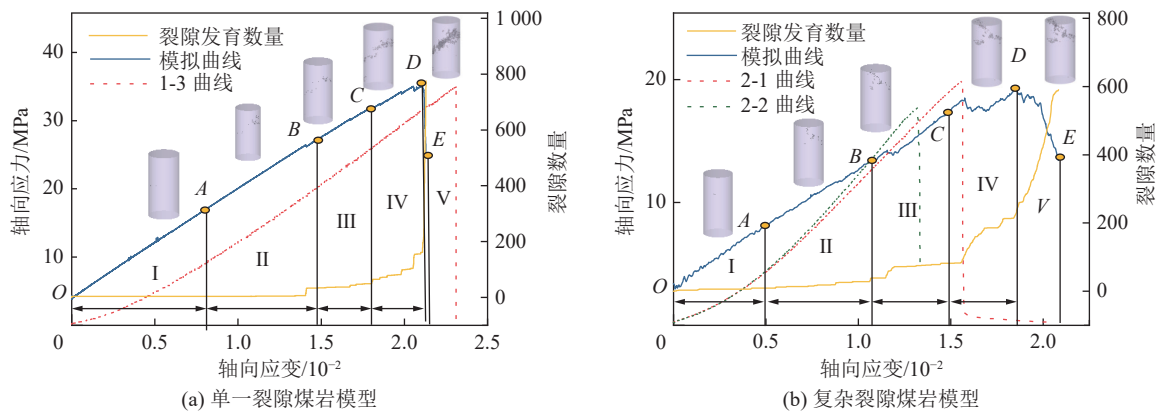 裂隙发育数量
模拟曲线
1-3 曲线
轴向应力/MPa
40
30
20
10
O
A
B
C
D
E
I
II
III
IV
V
1 000
800
600
400
200
0
裂隙数量
0.5
1.0
1.5
2.0
2.5
轴向应变/10⁻²
(a) 单一裂隙煤岩模型
裂隙发育数量
模拟曲线
2-1 曲线
2-2 曲线
轴向应力/MPa
20
10
O
A
B
C
D
E
I
II
III
IV
V
800
600
400
200
0
裂隙数量
0
0.5
1.0
1.5
2.0
轴向应变/10⁻²
(b) 复杂裂隙煤岩模型